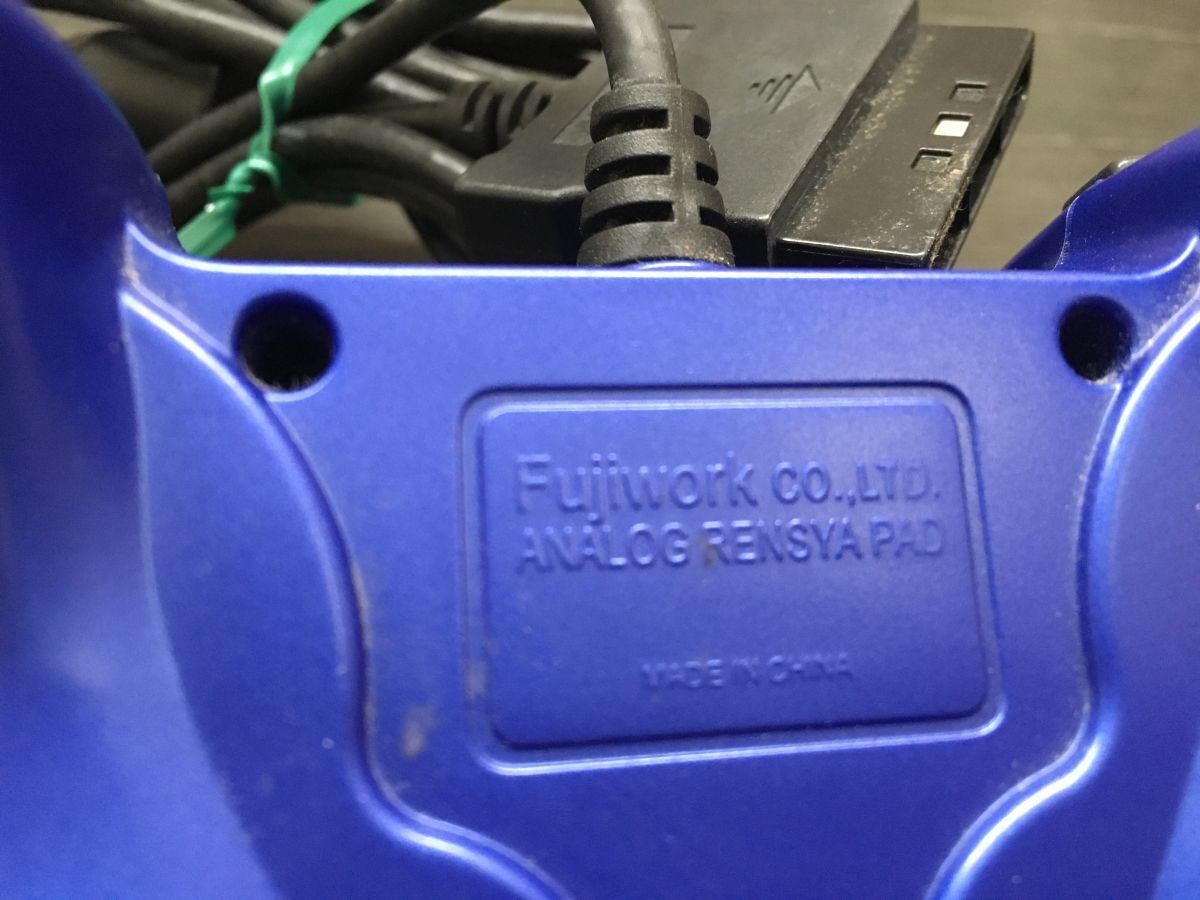 Fujiwork CO.,LTD.
ANALOG RENSYA PAD
MADE IN CHINA